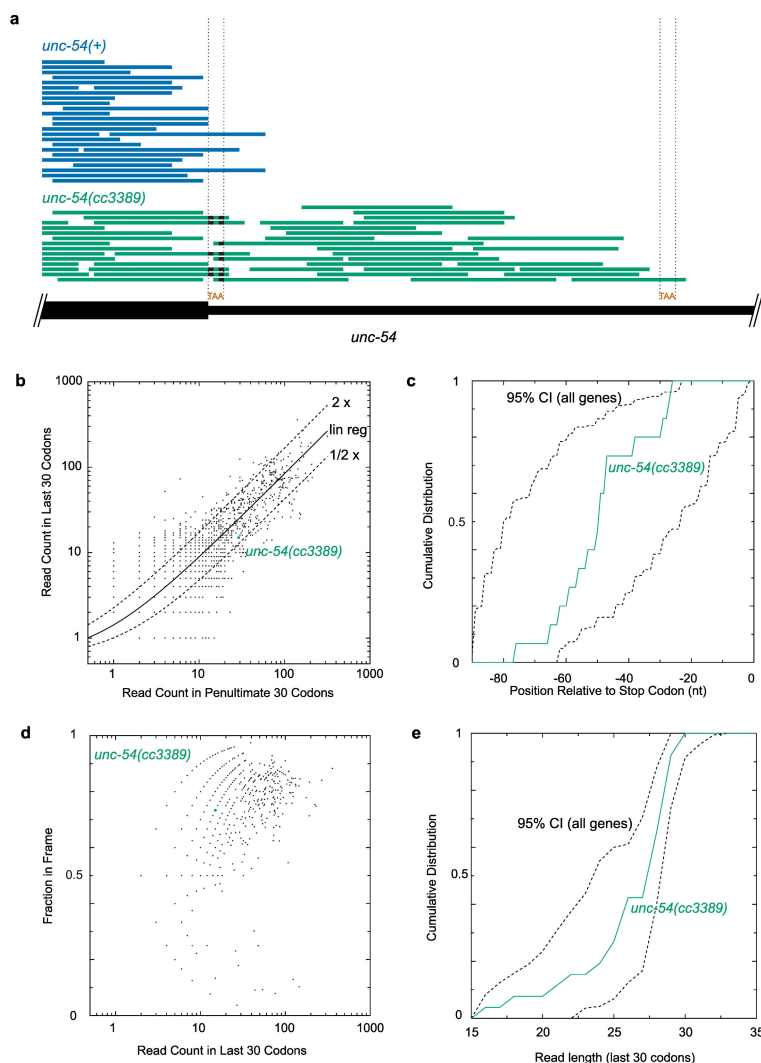 a
unc-54(+)
unc-54(cc3389)
TAA
TAA
unc-54
b
1000
100
10
1
1
10
100
1000
Read Count in Last 30 Codons
Read Count in Penultimate 30 Codons
2 x
lin reg
1/2 x
unc-54(cc3389)
c
1
0.5
0
-80
-60
-40
-20
0
Cumulative Distribution
Position Relative to Stop Codon (nt)
95% CI (all genes)
unc-54(cc3389)
d
1
0.5
0
1
10
100
1000
Fraction in Frame
Read Count in Last 30 Codons
unc-54(cc3389)
e
1
0.5
0
15
20
25
30
35
Cumulative Distribution
Read length (last 30 codons)
95% CI (all genes)
unc-54(cc3389)